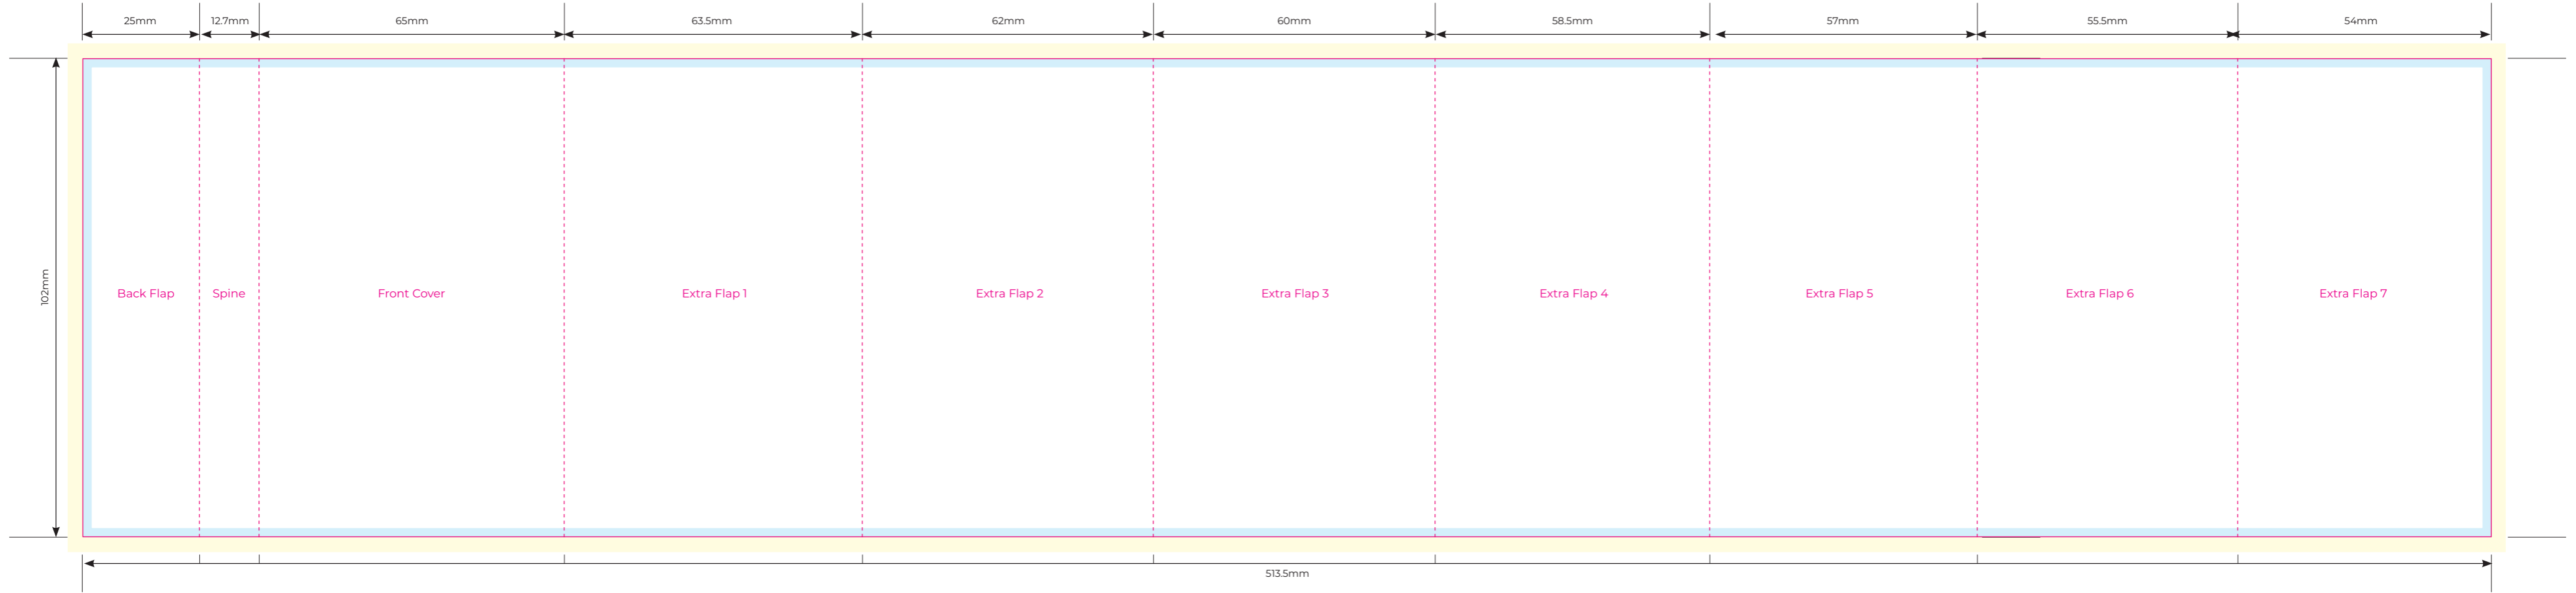 25mm 12.7mm 65mm 63.5mm 62mm 60mm 58.5mm 57mm 55.5mm 54mm
102mm
Back Flap Spine Front Cover Extra Flap 1 Extra Flap 2 Extra Flap 3 Extra Flap 4 Extra Flap 5 Extra Flap 6 Extra Flap 7
513.5mm